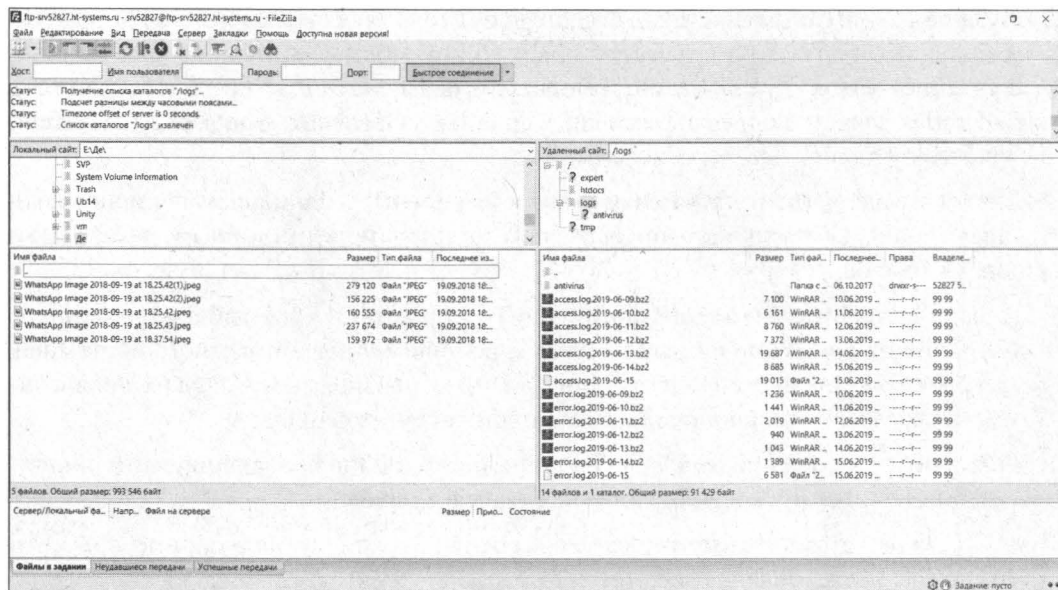 ftp-srv52827.ht-systems.ru - srv52827@ftp-srv52827.ht-systems.ru - FileZilla
Файл Редактирование Вид Передача Сервер Закладки Помощь Доступна новая версия!
Хост: Имя пользователя Пароль: Порт: Быстрое соединение
Статус: Получение списка каталогов "/logs"...
Статус: Подсчет разницы между часовыми поясами...
Статус: Timezone offset of server is 0 seconds.
Статус: Список каталогов "/logs" извлечен
Локальный сайт: E:\Де\
SVP
System Volume Information
Trash
Ub14
Unity
vm
Де
Удаленный сайт: /logs
/
expert
htdocs
logs
antivirus
tmp
Имя файла Размер Тип файла Последнее из...
..
WhatsApp Image 2018-09-19 at 18.25.42(1).jpeg 279 120 Файл "JPEG" 19.09.2018 18:...
WhatsApp Image 2018-09-19 at 18.25.42(2).jpeg 156 225 Файл "JPEG" 19.09.2018 18:...
WhatsApp Image 2018-09-19 at 18.25.42.jpeg 160 555 Файл "JPEG" 19.09.2018 18:...
WhatsApp Image 2018-09-19 at 18.25.43.jpeg 237 674 Файл "JPEG" 19.09.2018 18:...
WhatsApp Image 2018-09-19 at 18.37.54.jpeg 159 972 Файл "JPEG" 19.09.2018 18:...
5 файлов. Общий размер: 993 546 байт
Имя файла Размер Тип фай... Последнее... Права Владеле...
..
antivirus Папка с ... 06.10.2017 drwxr-s--- 52827 5...
access.log.2019-06-09.bz2 7 100 WinRAR ... 10.06.2019 ... ----r--r-- 99 99
access.log.2019-06-10.bz2 6 161 WinRAR ... 11.06.2019 ... ----r--r-- 99 99
access.log.2019-06-11.bz2 8 760 WinRAR ... 12.06.2019 ... ----r--r-- 99 99
access.log.2019-06-12.bz2 7 372 WinRAR ... 13.06.2019 ... ----r--r-- 99 99
access.log.2019-06-13.bz2 19 687 WinRAR ... 14.06.2019 ... ----r--r-- 99 99
access.log.2019-06-14.bz2 8 685 WinRAR ... 15.06.2019 ... ----r--r-- 99 99
access.log.2019-06-15 19 015 Файл "2... 15.06.2019 ... ----r--r-- 99 99
error.log.2019-06-09.bz2 1 236 WinRAR ... 10.06.2019 ... ----r--r-- 99 99
error.log.2019-06-10.bz2 1 441 WinRAR ... 11.06.2019 ... ----r--r-- 99 99
error.log.2019-06-11.bz2 2 019 WinRAR ... 12.06.2019 ... ----r--r-- 99 99
error.log.2019-06-12.bz2 940 WinRAR ... 13.06.2019 ... ----r--r-- 99 99
error.log.2019-06-13.bz2 1 043 WinRAR ... 14.06.2019 ... ----r--r-- 99 99
error.log.2019-06-14.bz2 1 389 WinRAR ... 15.06.2019 ... ----r--r-- 99 99
error.log.2019-06-15 6 581 Файл "2... 15.06.2019 ... ----r--r-- 99 99
14 файлов и 1 каталог. Общий размер: 91 429 байт
Сервер/Локальный фа... Напр... Файл на сервере Размер Прио... Состояние
Файлы в задании Неудавшиеся передачи Успешные передачи
Задание: пусто